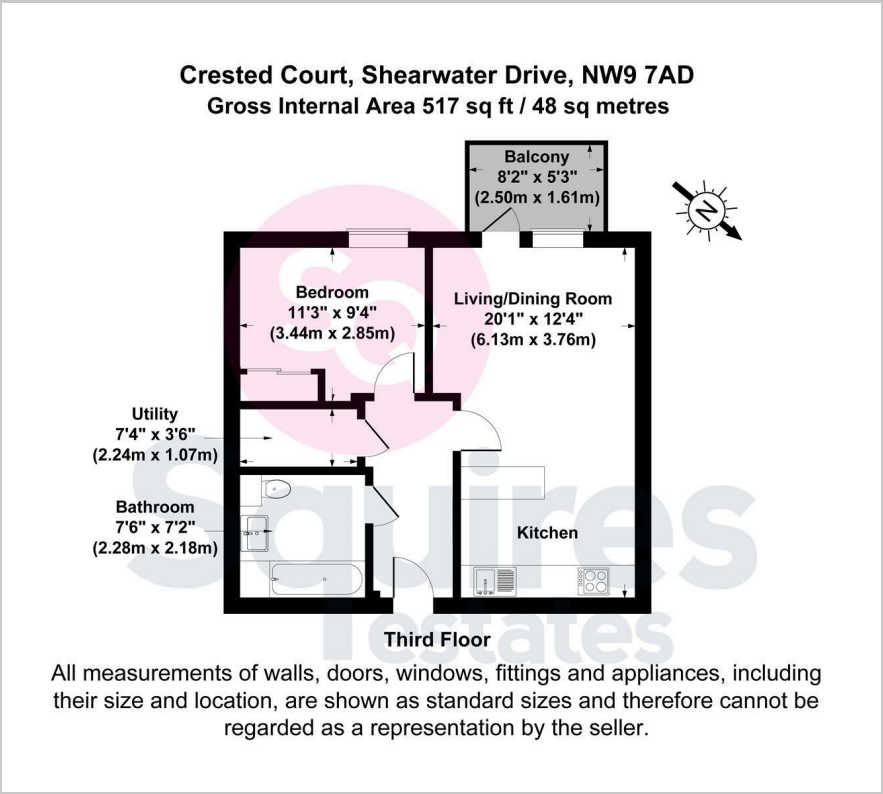 Crested Court, Shearwater Drive, NW9 7AD
Gross Internal Area 517 sq ft / 48 sq metres
Balcony
8'2" x 5'3"
(2.50m x 1.61m)
N
Bedroom
11'3" x 9'4"
(3.44m x 2.85m)
Living/Dining Room
20'1" x 12'4"
(6.13m x 3.76m)
SQ
Utility
7'4" x 3'6"
(2.24m x 1.07m)
Bathroom
7'6" x 7'2"
(2.28m x 2.18m)
Kitchen
Squires
estates
Third Floor
All measurements of walls, doors, windows, fittings and appliances, including
their size and location, are shown as standard sizes and therefore cannot be
regarded as a representation by the seller.